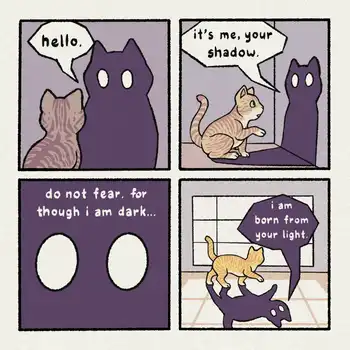 hello.
it's me, your
shadow.
do not fear. for
though i am dark...
i am
born from
your light.